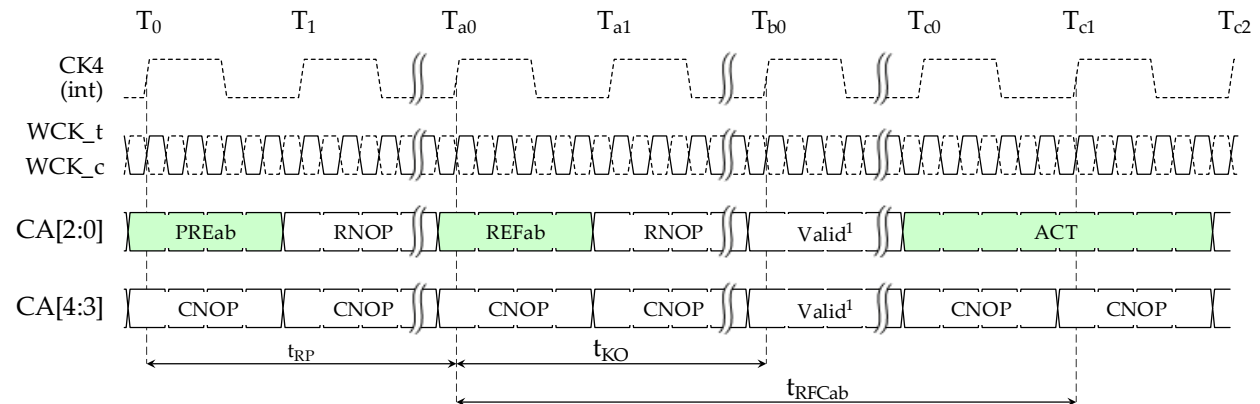 T0 T1 Ta0 Ta1 Tb0 Tc0 Tc1 Tc2
CK4
(int)
WCK_t
WCK_c
CA[2:0] PREab RNOP REFab RNOP Valid¹ ACT
CA[4:3] CNOP CNOP CNOP CNOP Valid¹ CNOP CNOP
tRP tKO
tRFCab